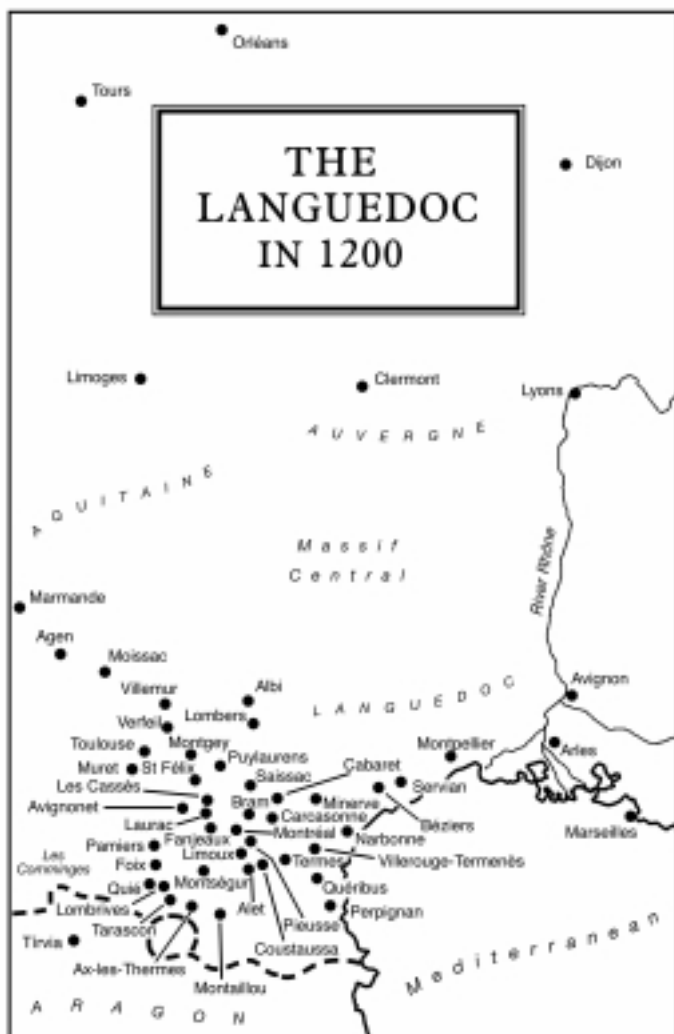 Orléans
Tours
THE
LANGUEDOC
IN 1200
Dijon
Limoges
Clermont
Lyons
AUVERGNE
AQUITAINE
Massif
Central
River Rhône
Marmande
Agen
Moissac
Villemur
Albi
LANGUEDOC
Avignon
Verfeil
Lombers
Toulouse
Montgey
Puylaurens
Montpellier
Arles
Muret
St Félix
Saissac
Cabaret
Servian
Les Cassès
Bram
Minerve
Béziers
Avignonet
Carcasonne
Marseilles
Laurac
Montréal
Narbonne
Pamiers
Fanjeaux
Villerouge-Termenès
Les
Comminges
Limoux
Termes
Foix
Montségur
Quéribus
Quié
Alet
Pieusse
Perpignan
Lombrives
Tarascon
Coustaussa
Tirvia
Ax-les-Thermes
Montaillou
Mediterranean
ARAGON